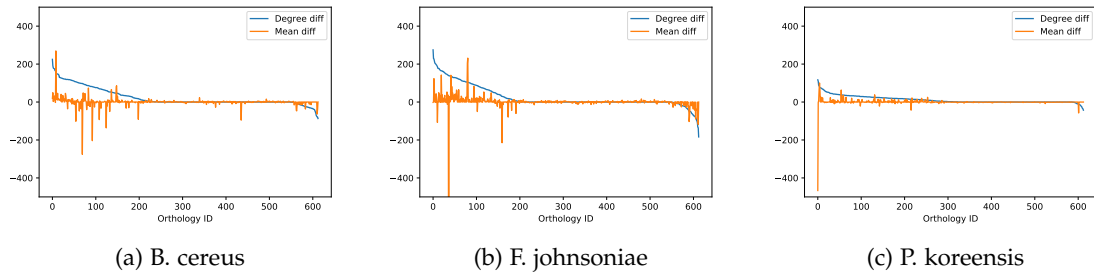 400
200
0
−200
−400
0 100 200 300 400 500 600
Orthology ID
Degree diff
Mean diff
(a) B. cereus
400
200
0
−200
−400
0 100 200 300 400 500 600
Orthology ID
Degree diff
Mean diff
(b) F. johnsoniae
400
200
0
−200
−400
0 100 200 300 400 500 600
Orthology ID
Degree diff
Mean diff
(c) P. koreensis